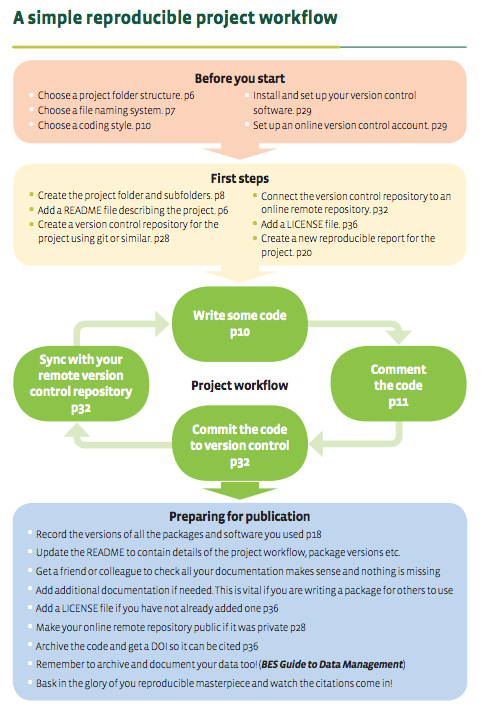 A simple reproducible project workflow
Before you start
Choose a project folder structure. p6
Choose a file naming system. p7
Choose a coding style. p10
Install and set up your version control
software. p29
Set up an online version control account. p29
First steps
Create the project folder and subfolders. p8
Add a README file describing the project. p6
Create a version control repository for the
project using git or similar. p28
Connect the version control repository to an
online remote repository. p32
Add a LICENSE file. p36
Create a new reproducible report for the
project. p20
Write some code
p10
Comment
the code
p11
Commit the code
to version control
p32
Sync with your
remote version
control repository
p32
Project workflow
Preparing for publication
Record the versions of all the packages and software you used p18
Update the README to contain details of the project workflow, package versions etc.
Get a friend or colleague to check all your documentation makes sense and nothing is missing
Add additional documentation if needed. This is vital if you are writing a package for others to use
Add a LICENSE file if you have not already added one p36
Make your online remote repository public if it was private p28
Archive the code and get a DOI so it can be cited p36
Remember to archive and document your data too! (BES Guide to Data Management)
Bask in the glory of you reproducible masterpiece and watch the citations come in!